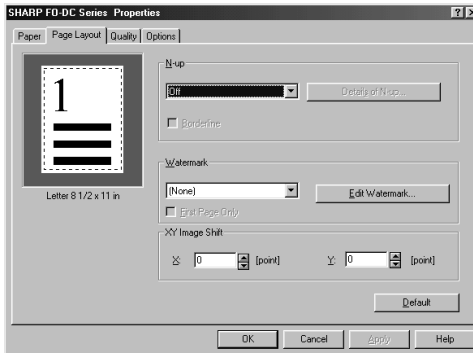 SHARP FO-DC Series Properties
Paper Page Layout Quality Options
1
Letter 8 1/2 x 11 in
N-up
Off
Details of N-up...
Borderline
Watermark
(None)
Edit Watermark...
First Page Only
XY Image Shift
X: 0 [point] Y: 0 [point]
Default
OK Cancel Apply Help